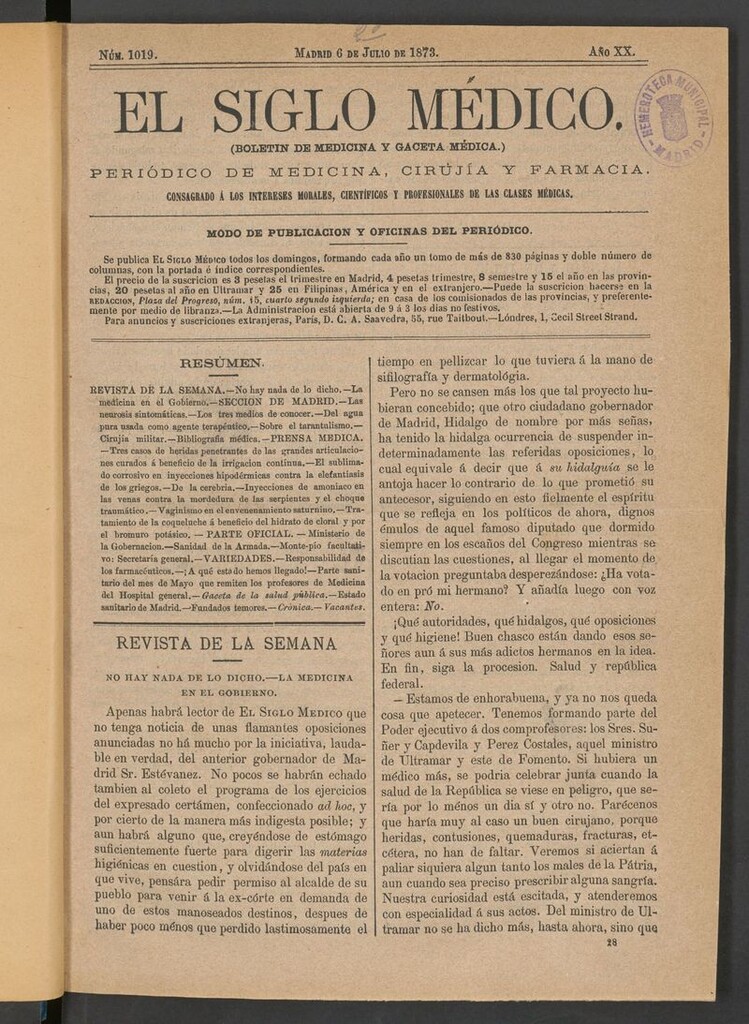 NÚM. 1019.
MADRID 6 DE JULIO DE 1873.
AÑO XX.
EL SIGLO MÉDICO.
(BOLETIN DE MEDICINA Y GACETA MÉDICA.)
PERIÓDICO DE MEDICINA, CIRUJÍA Y FARMACIA.
CONSAGRADO Á LOS INTERESES MORALES, CIENTÍFICOS Y PROFESIONALES DE LAS CLASES MÉDICAS.
HEMEROTECA MUNICIPAL
MADRID
MODO DE PUBLICACION Y OFICINAS DEL PERIÓDICO.
Se publica EL SIGLO MÉDICO todos los domingos, formando cada año un tomo de más de 830 páginas y doble número de
columnas, con la portada é índice correspondientes.
El precio de la suscricion es 3 pesetas el trimestre en Madrid, 4 pesetas trimestre, 8 semestre y 15 el año en las provin-
cias, 20 pesetas al año en Ultramar y 25 en Filipinas, América y en el extranjero.—Puede la suscricion hacerse en la
REDACCION, Plaza del Progreso, núm. 15, cuarto segundo izquierda; en casa de los comisionados de las provincias, y preferente-
mente por medio de libranza.—La Administracion está abierta de 9 á 3 los dias no festivos.
Para anuncios y suscriciones extranjeras, París, D. C. A. Saavedra, 55, rue Taitbout.—Lóndres, 1, Cecil Street Strand.
RESÚMEN.
REVISTA DE LA SEMANA.—No hay nada de lo dicho.—La
medicina en el Gobierno.—SECCION DE MADRID.—Las
neurosis sintomáticas.—Los tres medios de conocer.—Del agua
pura usada como agente terapéutico.—Sobre el tarantulismo.—
Cirujía militar.—Bibliografía médica.—PRENSA MEDICA.
—Tres casos de heridas penetrantes de las grandes articulacio-
nes curados á beneficio de la irrigacion contínua.—El sublima-
do corrosivo en inyecciones hipodérmicas contra la elefantiasis
de los griegos.—De la cerebria.—Inyecciones de amoniaco en
las venas contra la mordedura de las serpientes y el choque
traumático.—Vaginismo en el envenenamiento saturnino.—Tra-
tamiento de la coqueluche á beneficio del hidrato de cloral y por
el bromuro potásico.—PARTE OFICIAL.—Ministerio de
la Gobernacion.—Sanidad de la Armada.—Monte-pio facultati-
vo: Secretaría general.—VARIEDADES.—Responsabilidad de
los farmacéuticos.—¡A qué estado hemos llegado!—Parte sani-
tario del mes de Mayo que remiten los profesores de Medicina
del Hospital general.—Gaceta de la salud pública.—Estado
sanitario de Madrid.—Fundados temores.—Crónica.—Vacantes.
REVISTA DE LA SEMANA
NO HAY NADA DE LO DICHO.—LA MEDICINA
EN EL GOBIERNO.
Apenas habrá lector de EL SIGLO MEDICO que
no tenga noticia de unas flamantes oposiciones
anunciadas no há mucho por la iniciativa, lauda-
ble en verdad, del anterior gobernador de Ma-
drid Sr. Estévanez. No pocos se habrán echado
tambien al coleto el programa de los ejercicios
del expresado certámen, confeccionado ad hoc, y
por cierto de la manera más indigesta posible; y
aun habrá alguno que, creyéndose de estómago
suficientemente fuerte para digerir las materias
higiénicas en cuestion, y olvidándose del país en
que vive, pensára pedir permiso al alcalde de su
pueblo para venir á la ex-córte en demanda de
uno de estos manoseados destinos, despues de
haber poco ménos que perdido lastimosamente el
tiempo en pellizcar lo que tuviera á la mano de
sifilografía y dermatológia.
Pero no se cansen más los que tal proyecto hu-
bieran concebido; que otro ciudadano gobernador
de Madrid, Hidalgo de nombre por más señas,
ha tenido la hidalga ocurrencia de suspender in-
determinadamente las referidas oposiciones, lo
cual equivale á decir que á su hidalguía se le
antoja hacer lo contrario de lo que prometió su
antecesor, siguiendo en esto fielmente el espíritu
que se refleja en los políticos de ahora, dignos
émulos de aquel famoso diputado que dormido
siempre en los escaños del Congreso mientras se
discutian las cuestiones, al llegar el momento de
la votacion preguntaba desperezándose: ¿Ha vota-
do en pró mi hermano? Y añadía luego con voz
entera: No.
¡Qué autoridades, qué hidalgos, qué oposiciones
y qué higiene! Buen chasco están dando esos se-
ñores aun á sus más adictos hermanos en la idea.
En fin, siga la procesion. Salud y república
federal.
— Estamos de enhorabuena, y ya no nos queda
cosa que apetecer. Tenemos formando parte del
Poder ejecutivo á dos comprofesores: los Sres. Su-
ñer y Capdevila y Perez Costales, aquel ministro
de Ultramar y este de Fomento. Si hubiera un
médico más, se podria celebrar junta cuando la
salud de la República se viese en peligro, que se-
ría por lo ménos un dia sí y otro no. Parécenos
que haría muy al caso un buen cirujano, porque
heridas, contusiones, quemaduras, fracturas, et-
cétera, no han de faltar. Veremos si aciertan á
paliar siquiera algun tanto los males de la Pátria,
aun cuando sea preciso prescribir alguna sangría.
Nuestra curiosidad está escitada, y atenderemos
con especialidad á sus actos. Del ministro de Ul-
tramar no se ha dicho más, hasta ahora, sino que
28